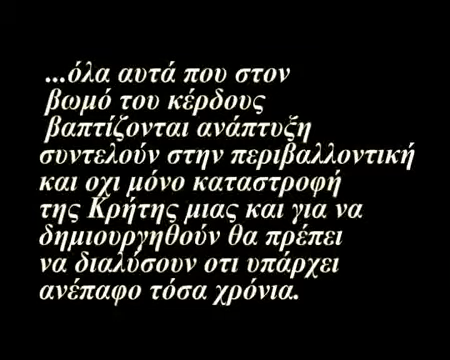 ...όλα αυτά που στον
βωμό του κέρδους
βαπτίζονται ανάπτυξη
συντελούν στην περιβαλλοντική
και οχι μόνο καταστροφή
της Κρήτης μιας και για να
δημιουργηθούν θα πρέπει
να διαλύσουν οτι υπάρχει
ανέπαφο τόσα χρόνια.